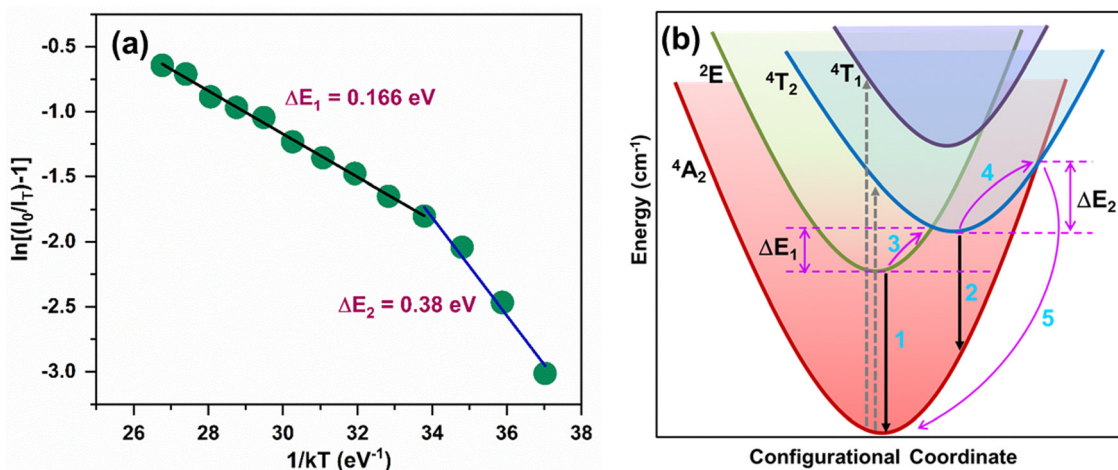 (a)
-0.5
-1.0
-1.5
-2.0
-2.5
-3.0
ln[(I₀/I_T)-1]
ΔE₁ = 0.166 eV
ΔE₂ = 0.38 eV
26 28 30 32 34 36 38
1/kT (eV⁻¹)
(b)
²E
⁴T₂
⁴T₁
⁴A₂
Energy (cm⁻¹)
ΔE₁
ΔE₂
3
4
1
2
5
Configurational Coordinate